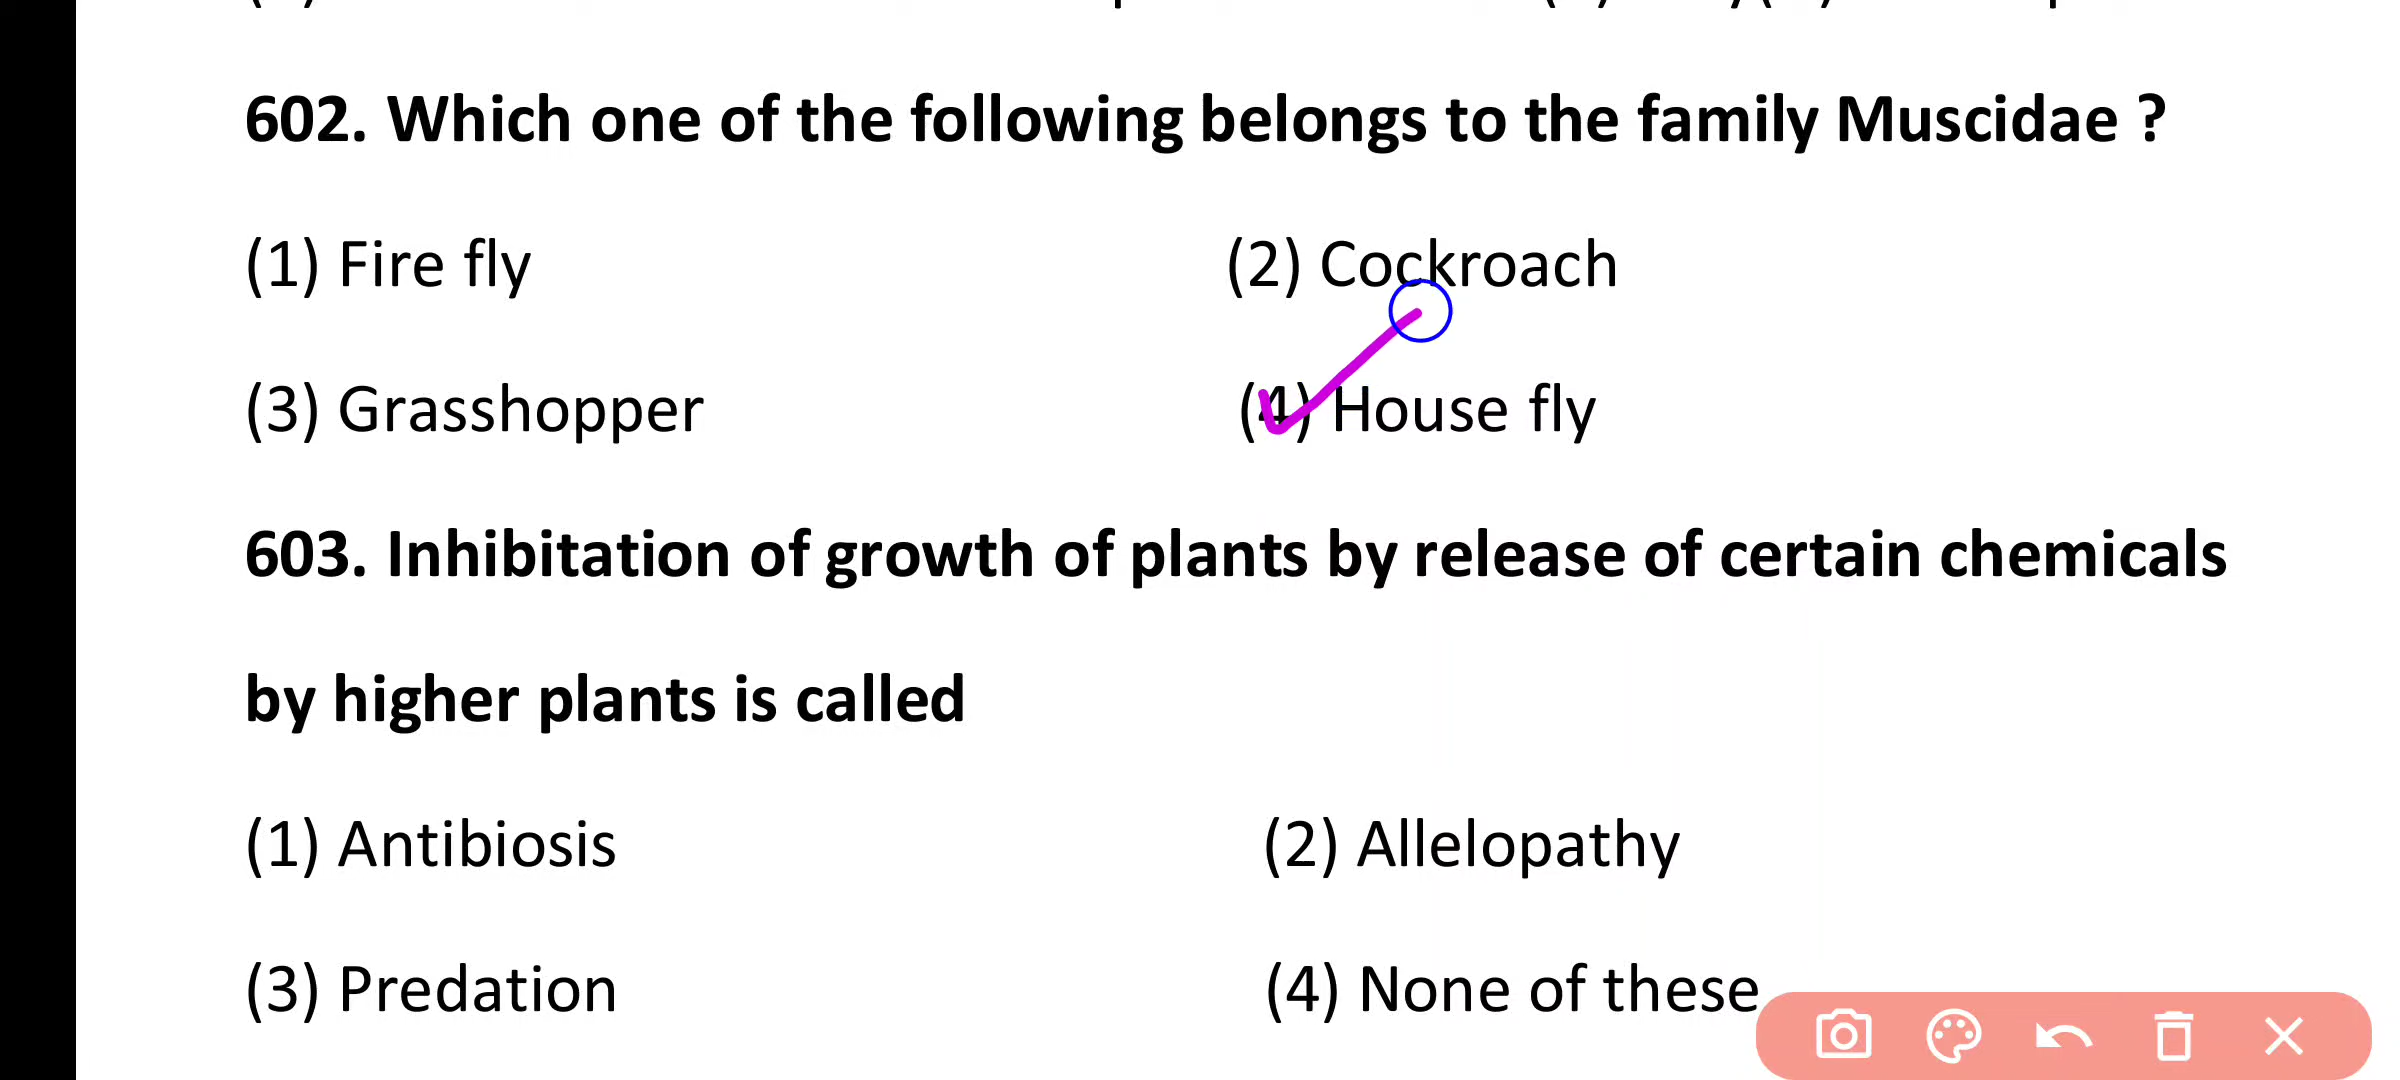 602. Which one of the following belongs to the family Muscidae ?
(1) Fire fly (2) Cockroach
(3) Grasshopper (4) House fly
603. Inhibitation of growth of plants by release of certain chemicals
by higher plants is called
(1) Antibiosis (2) Allelopathy
(3) Predation (4) None of these